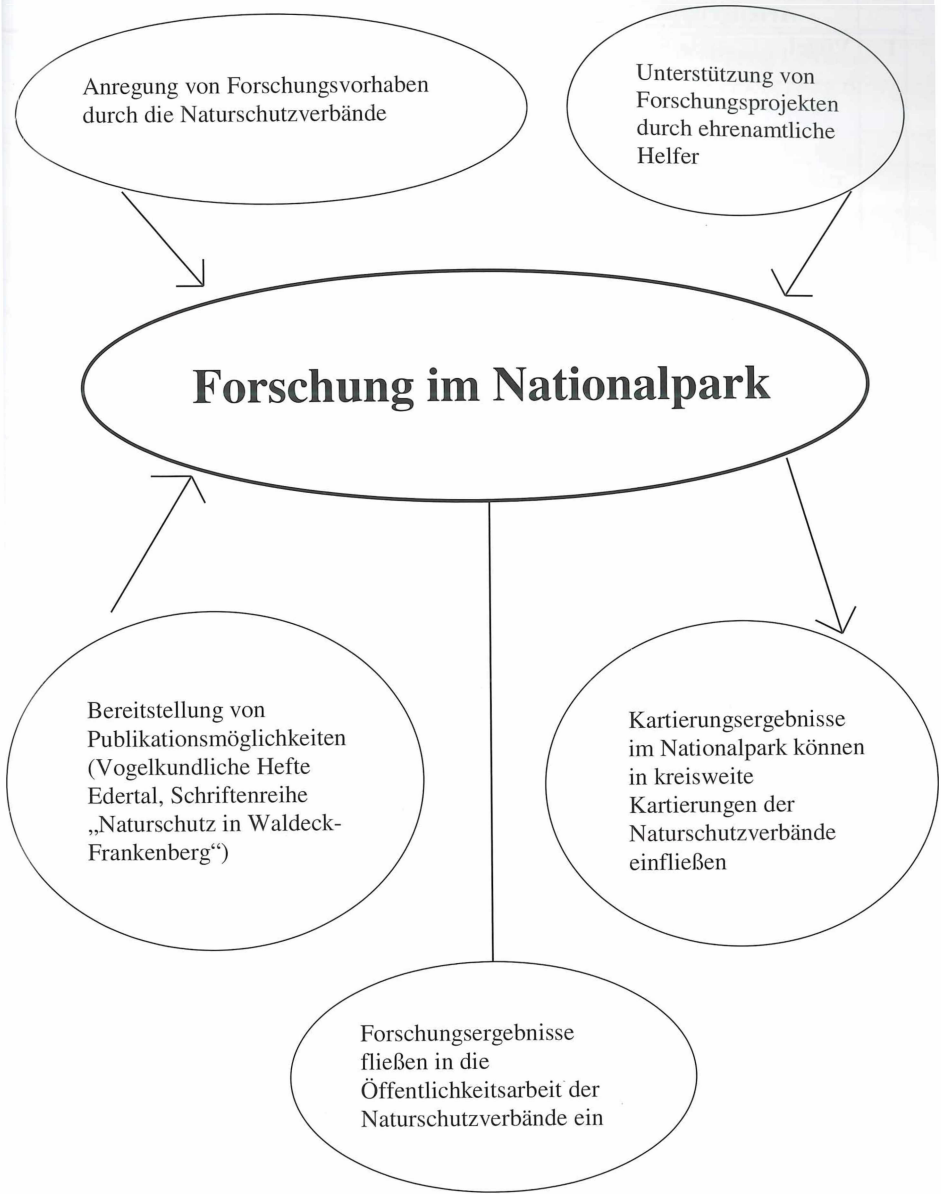 Anregung von Forschungsvorhaben
durch die Naturschutzverbände
Unterstützung von
Forschungsprojekten
durch ehrenamtliche
Helfer
Forschung im Nationalpark
Bereitstellung von
Publikationsmöglichkeiten
(Vogelkundliche Hefte
Edertal, Schriftenreihe
„Naturschutz in Waldeck-
Frankenberg“)
Kartierungsergebnisse
im Nationalpark können
in kreisweite
Kartierungen der
Naturschutzverbände
einfließen
Forschungsergebnisse
fließen in die
Öffentlichkeitsarbeit der
Naturschutzverbände ein